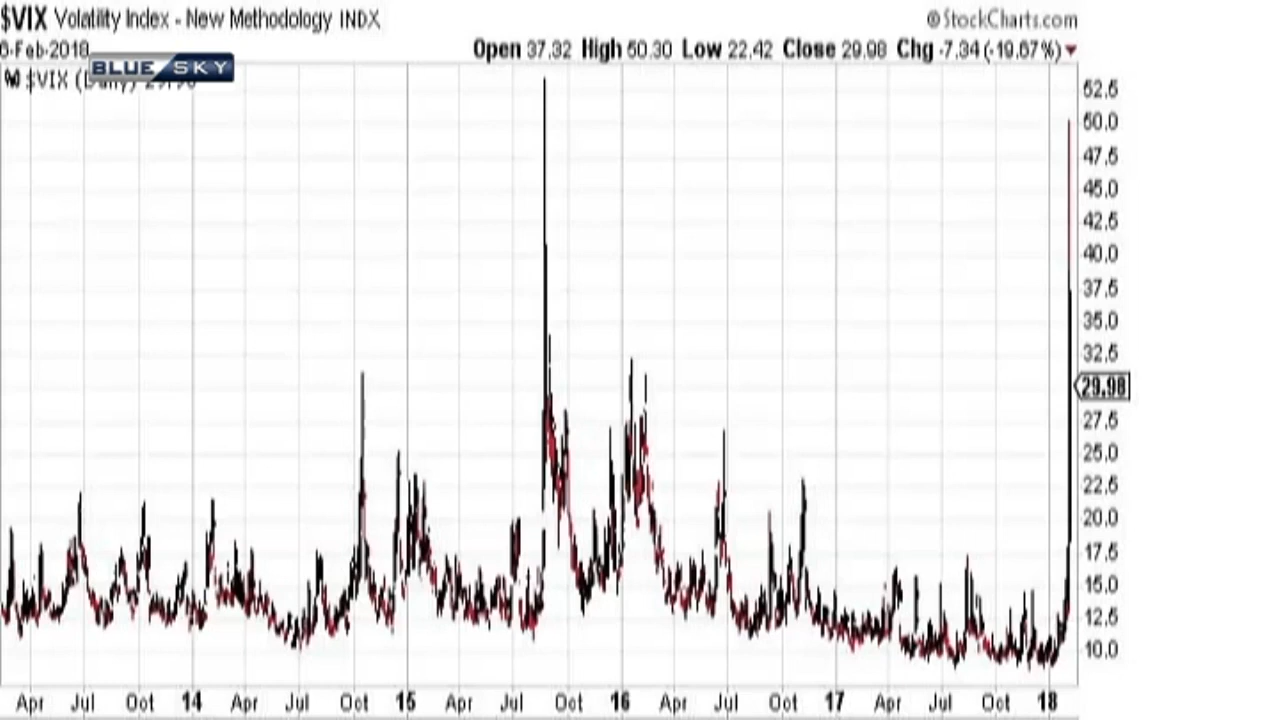 $VIX Volatility Index - New Methodology INDX
©StockCharts.com
6-Feb-2018
Open 37.32 High 50.30 Low 22.42 Close 29.98 Chg -7.34 (-19.67%)
BLUE SKY
$VIX (Daily) 29.98
52.5
50.0
47.5
45.0
42.5
40.0
37.5
35.0
32.5
29.98
27.5
25.0
22.5
20.0
17.5
15.0
12.5
10.0
Apr Jul Oct 14 Apr Jul Oct 15 Apr Jul Oct 16 Apr Jul Oct 17 Apr Jul Oct 18